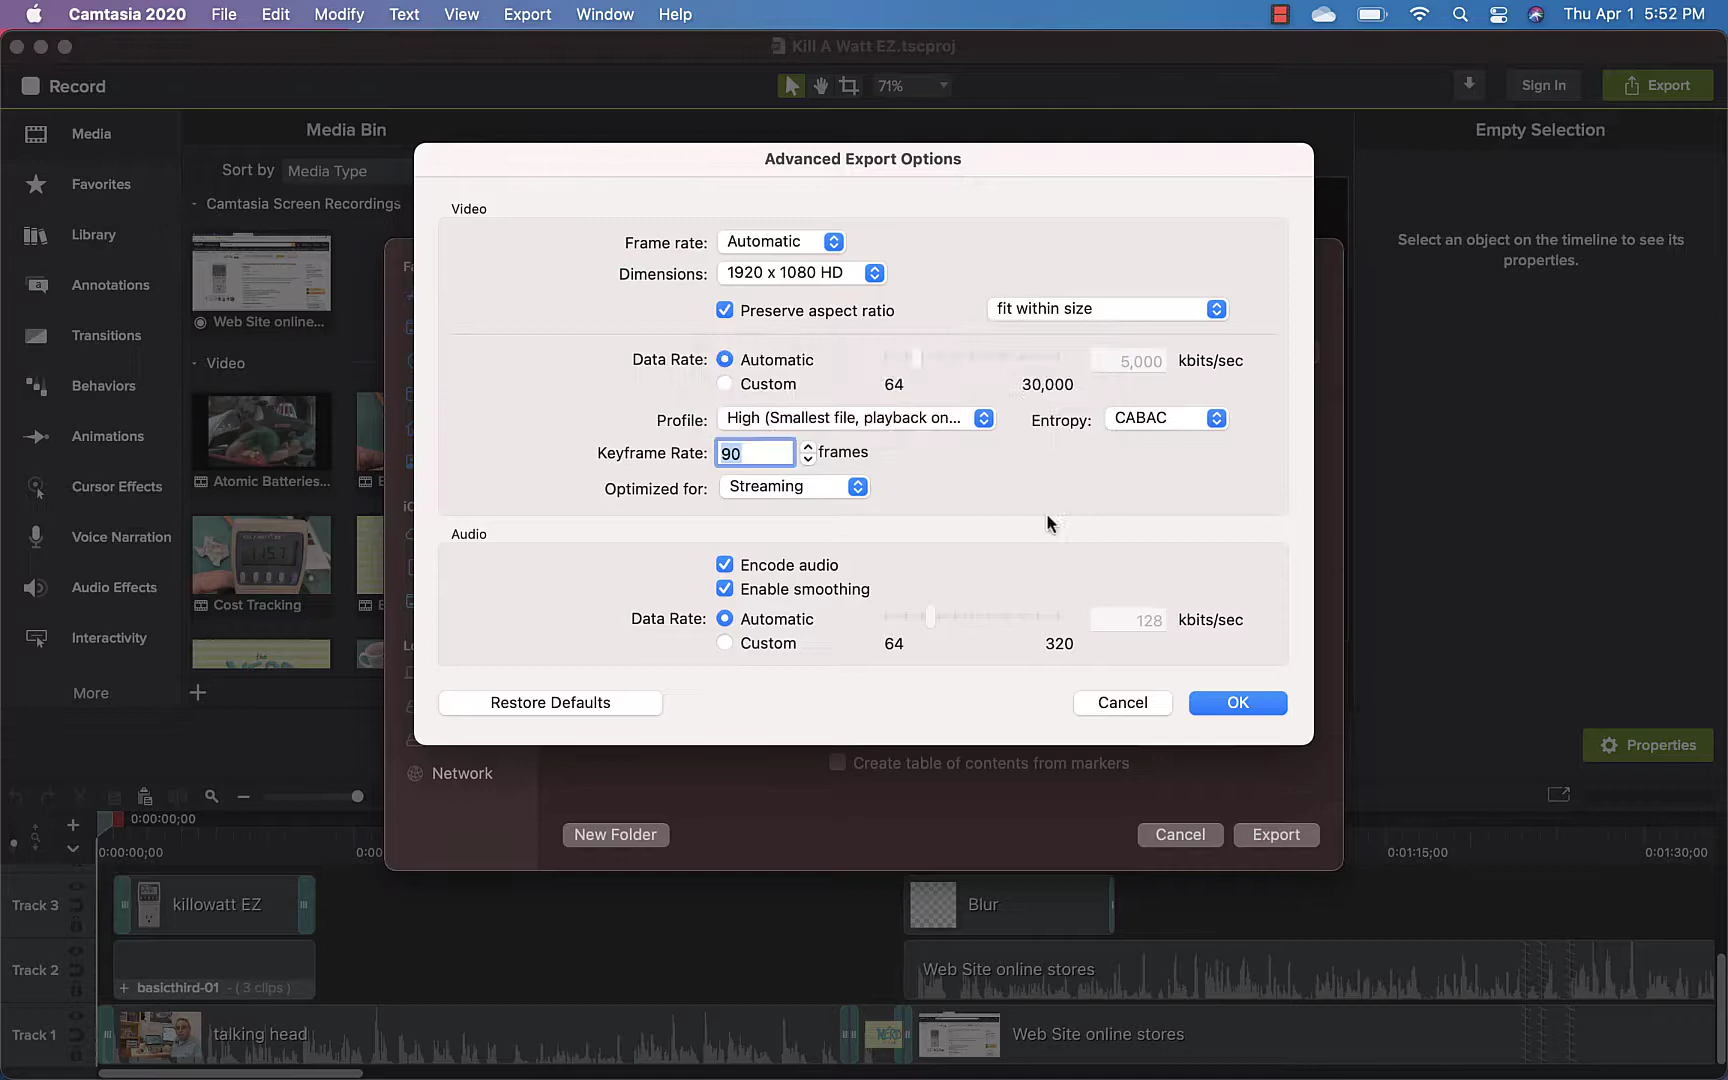 Camtasia 2020 File Edit Modify Text View Export Window Help Thu Apr 1 5:52 PM
Kill A Watt EZ.tscproj
Record 71% Sign In Export
Media Media Bin Empty Selection
Sort by Media Type
Favorites
Camtasia Screen Recordings
Library
Select an object on the timeline to see its
properties.
Annotations
Web Site online...
Transitions
Video
Behaviors
Animations
Atomic Batteries...
Cursor Effects
Voice Narration
Audio Effects
Cost Tracking
Interactivity
More
Advanced Export Options
Video
Frame rate: Automatic
Dimensions: 1920 x 1080 HD
Preserve aspect ratio fit within size
Data Rate: Automatic 5,000 kbits/sec
Custom 64 30,000
Profile: High (Smallest file, playback on... Entropy: CABAC
Keyframe Rate: 90 frames
Optimized for: Streaming
Audio
Encode audio
Enable smoothing
Data Rate: Automatic 128 kbits/sec
Custom 64 320
Restore Defaults Cancel OK
Properties
Create table of contents from markers
Network
New Folder Cancel Export
0:00:00;00
0:00:00;00 0:00 0:01:15;00 0:01:30;00
Track 3 killowatt EZ Blur
Track 2 Web Site online stores
+ basicthird-01 - ( 3 clips )
Track 1 talking head Web Site online stores